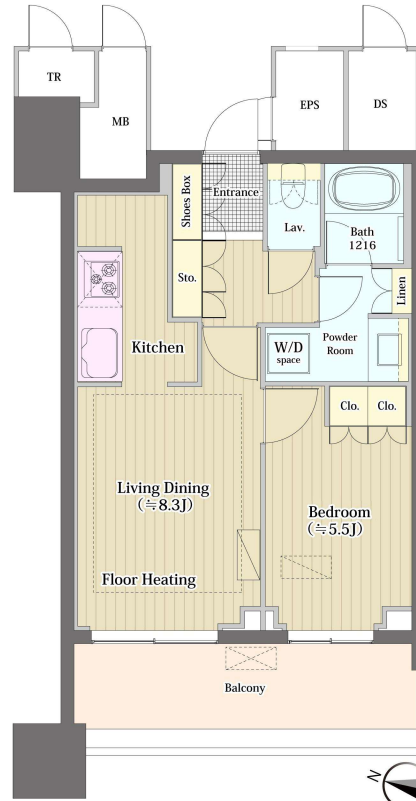 TR
MB
EPS
DS
Shoes Box
Entrance
Lav.
Bath
1216
Sto.
Linen
Kitchen
W/D
space
Powder
Room
Clo.
Clo.
Living Dining
(≒8.3J)
Bedroom
(≒5.5J)
Floor Heating
Balcony
N